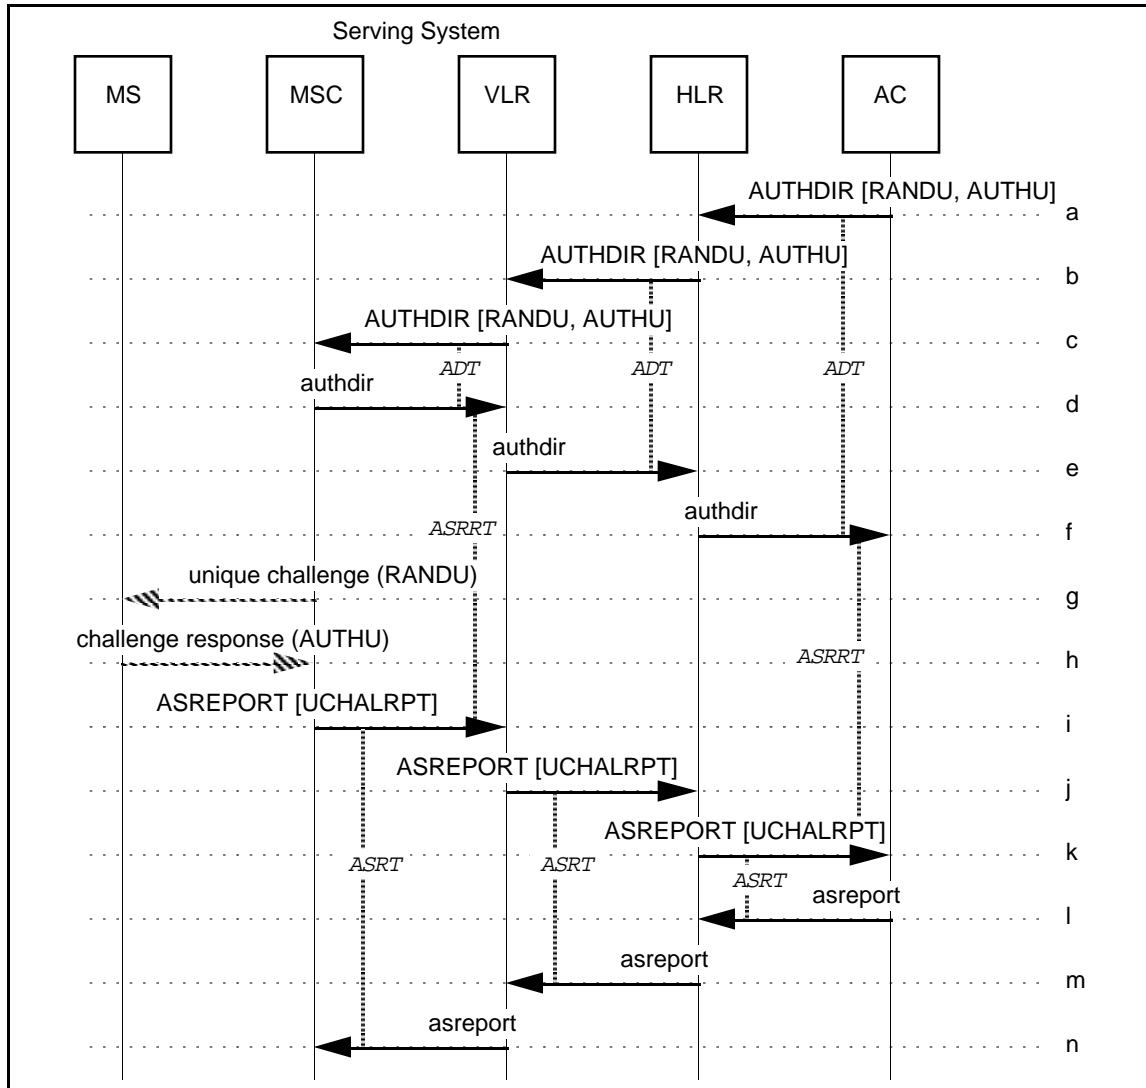 Serving System
MS MSC VLR HLR AC
AUTHDIR [RANDU, AUTHU]
a
AUTHDIR [RANDU, AUTHU]
b
AUTHDIR [RANDU, AUTHU]
c
ADT ADT ADT
authdir
d
authdir
e
authdir
ASRRT
f
unique challenge (RANDU)
g
challenge response (AUTHU)
ASRRT
h
ASREPORT [UCHALRPT]
i
ASREPORT [UCHALRPT]
j
ASREPORT [UCHALRPT]
k
ASRT ASRT ASRT
asreport
l
asreport
m
asreport
n